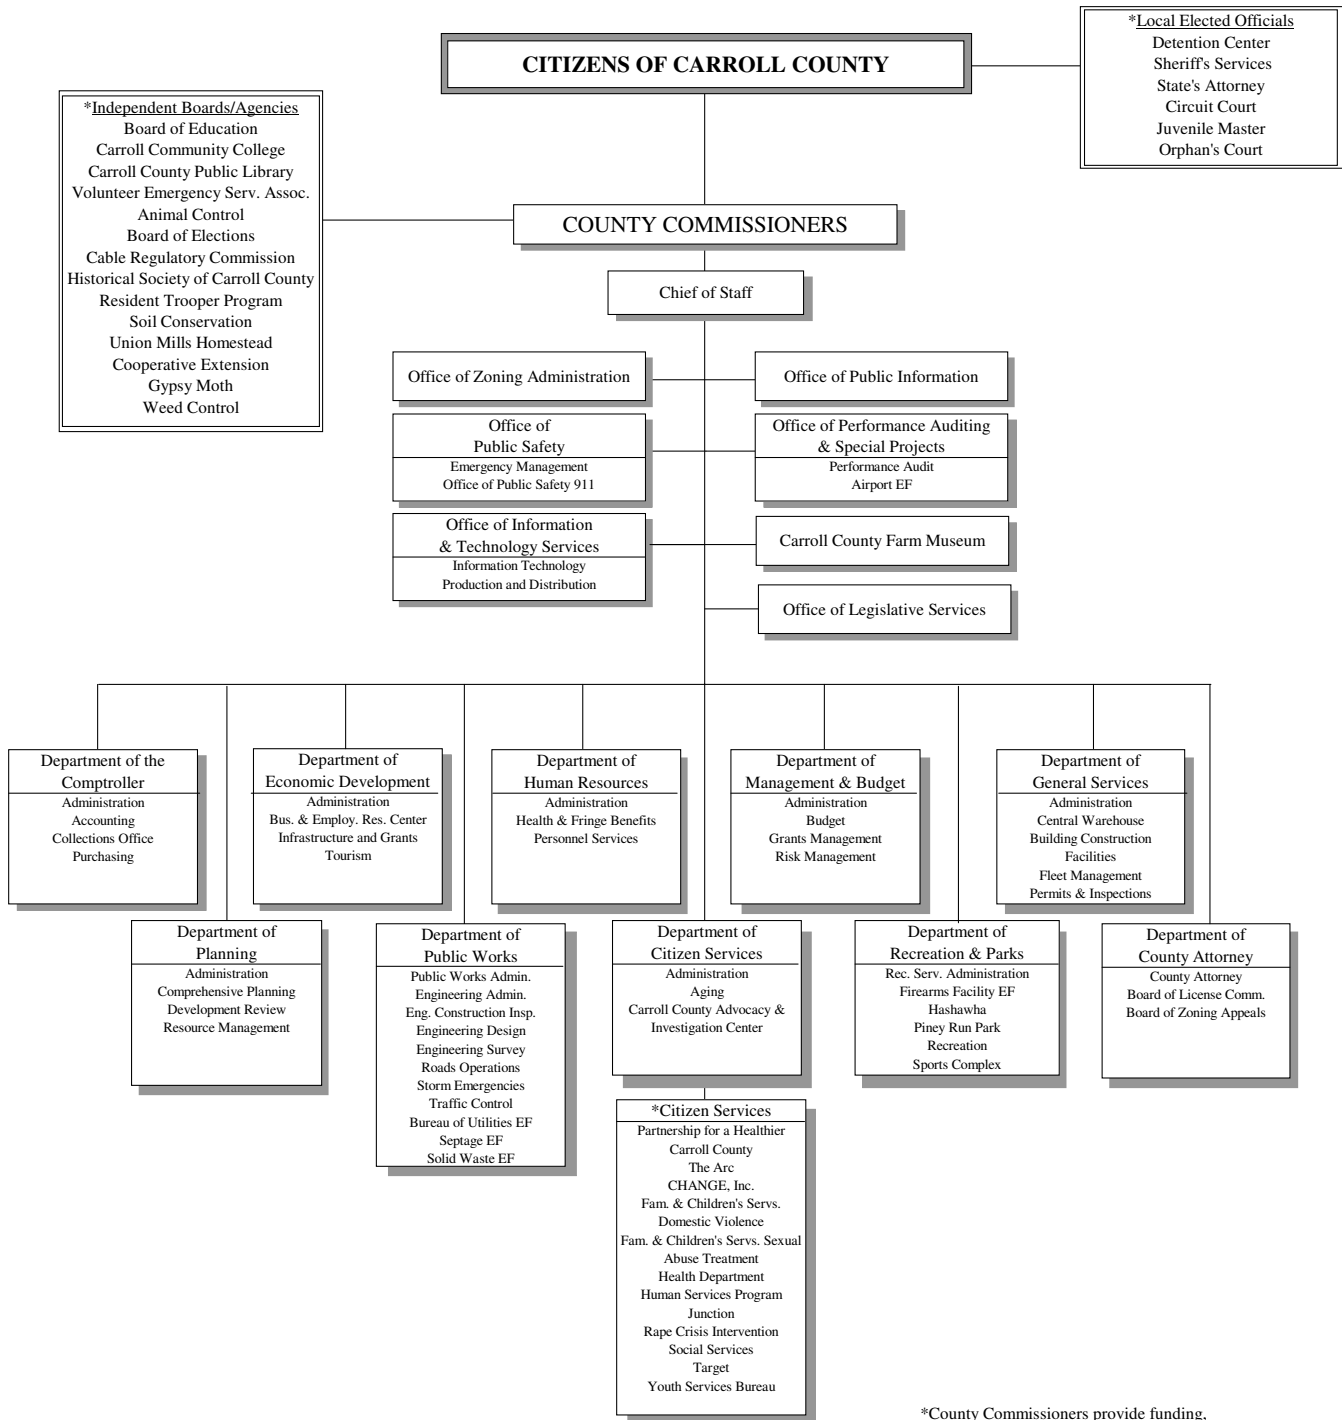 *Local Elected Officials
Detention Center
Sheriff's Services
State's Attorney
Circuit Court
Juvenile Master
Orphan's Court
CITIZENS OF CARROLL COUNTY
*Independent Boards/Agencies
Board of Education
Carroll Community College
Carroll County Public Library
Volunteer Emergency Serv. Assoc.
Animal Control
Board of Elections
Cable Regulatory Commission
Historical Society of Carroll County
Resident Trooper Program
Soil Conservation
Union Mills Homestead
Cooperative Extension
Gypsy Moth
Weed Control
COUNTY COMMISSIONERS
Chief of Staff
Office of Zoning Administration
Office of Public Information
Office of
Public Safety
Emergency Management
Office of Public Safety 911
Office of Performance Auditing
& Special Projects
Performance Audit
Airport EF
Office of Information
& Technology Services
Information Technology
Production and Distribution
Carroll County Farm Museum
Office of Legislative Services
Department of the
Comptroller
Administration
Accounting
Collections Office
Purchasing
Department of
Economic Development
Administration
Bus. & Employ. Res. Center
Infrastructure and Grants
Tourism
Department of
Human Resources
Administration
Health & Fringe Benefits
Personnel Services
Department of
Management & Budget
Administration
Budget
Grants Management
Risk Management
Department of
General Services
Administration
Central Warehouse
Building Construction
Facilities
Fleet Management
Permits & Inspections
Department of
Planning
Administration
Comprehensive Planning
Development Review
Resource Management
Department of
Public Works
Public Works Admin.
Engineering Admin.
Eng. Construction Insp.
Engineering Design
Engineering Survey
Roads Operations
Storm Emergencies
Traffic Control
Bureau of Utilities EF
Septage EF
Solid Waste EF
Department of
Citizen Services
Administration
Aging
Carroll County Advocacy &
Investigation Center
Department of
Recreation & Parks
Rec. Serv. Administration
Firearms Facility EF
Hashawha
Piney Run Park
Recreation
Sports Complex
Department of
County Attorney
County Attorney
Board of License Comm.
Board of Zoning Appeals
*Citizen Services
Partnership for a Healthier
Carroll County
The Arc
CHANGE, Inc.
Fam. & Children's Servs.
Domestic Violence
Fam. & Children's Servs. Sexual
Abuse Treatment
Health Department
Human Services Program
Junction
Rape Crisis Intervention
Social Services
Target
Youth Services Bureau
*County Commissioners provide funding,